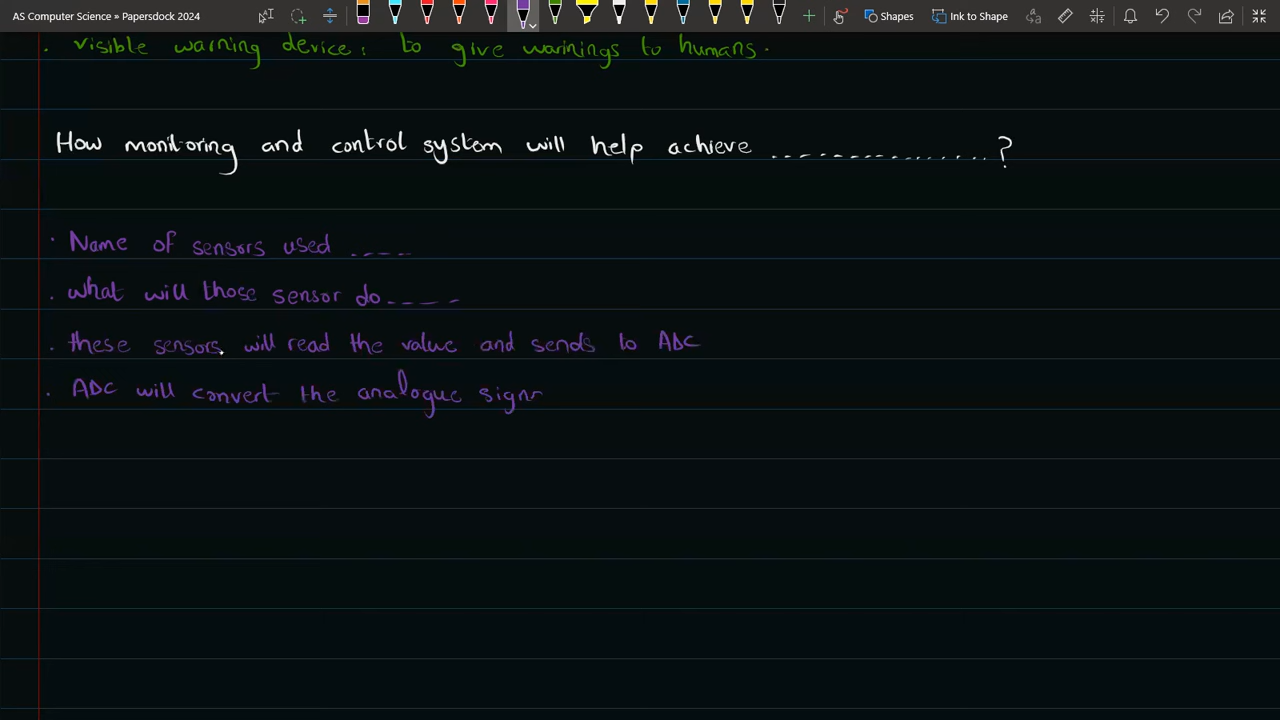 AS Computer Science » Papersdock 2024
Shapes
Ink to Shape
. visible warning device: to give warinings to humans.
How monitoring and control system will help achieve ..................?
. Name of sensors used ....
. what will those sensor do.....
. these sensors will read the value and sends to ADC
. ADC will convert the analogue sign